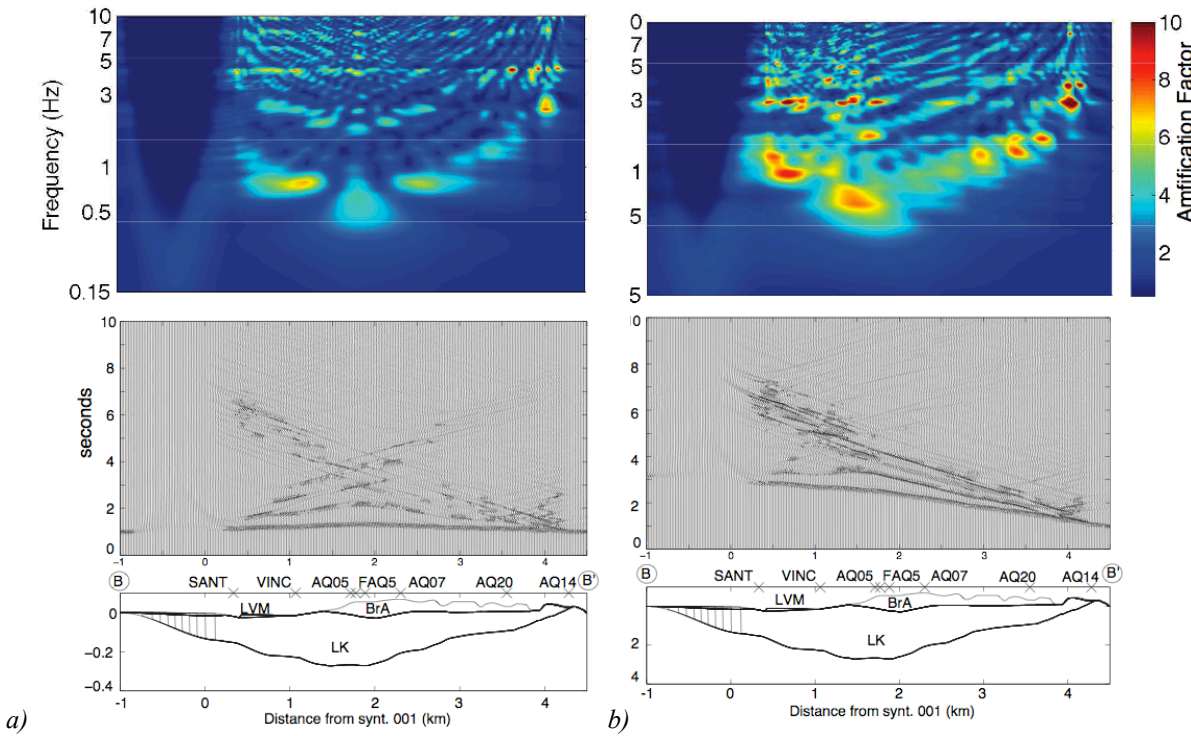 10
7
5
3
1
0.5
0.15
Frequency (Hz)
0
7
5
3
1
5
5
10
8
6
4
2
Amfification Factor
10
8
6
4
2
0
seconds
-1 0 1 2 3 4
10
8
6
4
2
0
-1 0 1 2 3 4
B SANT VINC AQ05 FAQ5 AQ07 AQ20 AQ14 B'
LVM BrA
LK
0
-0.2
-0.4
-1 0 1 2 3 4
Distance from synt. 001 (km)
a)
B SANT VINC AQ05 FAQ5 AQ07 AQ20 AQ14 B'
LVM BrA
LK
2
4
-1 0 1 2 3 4
Distance from synt. 001 (km)
b)